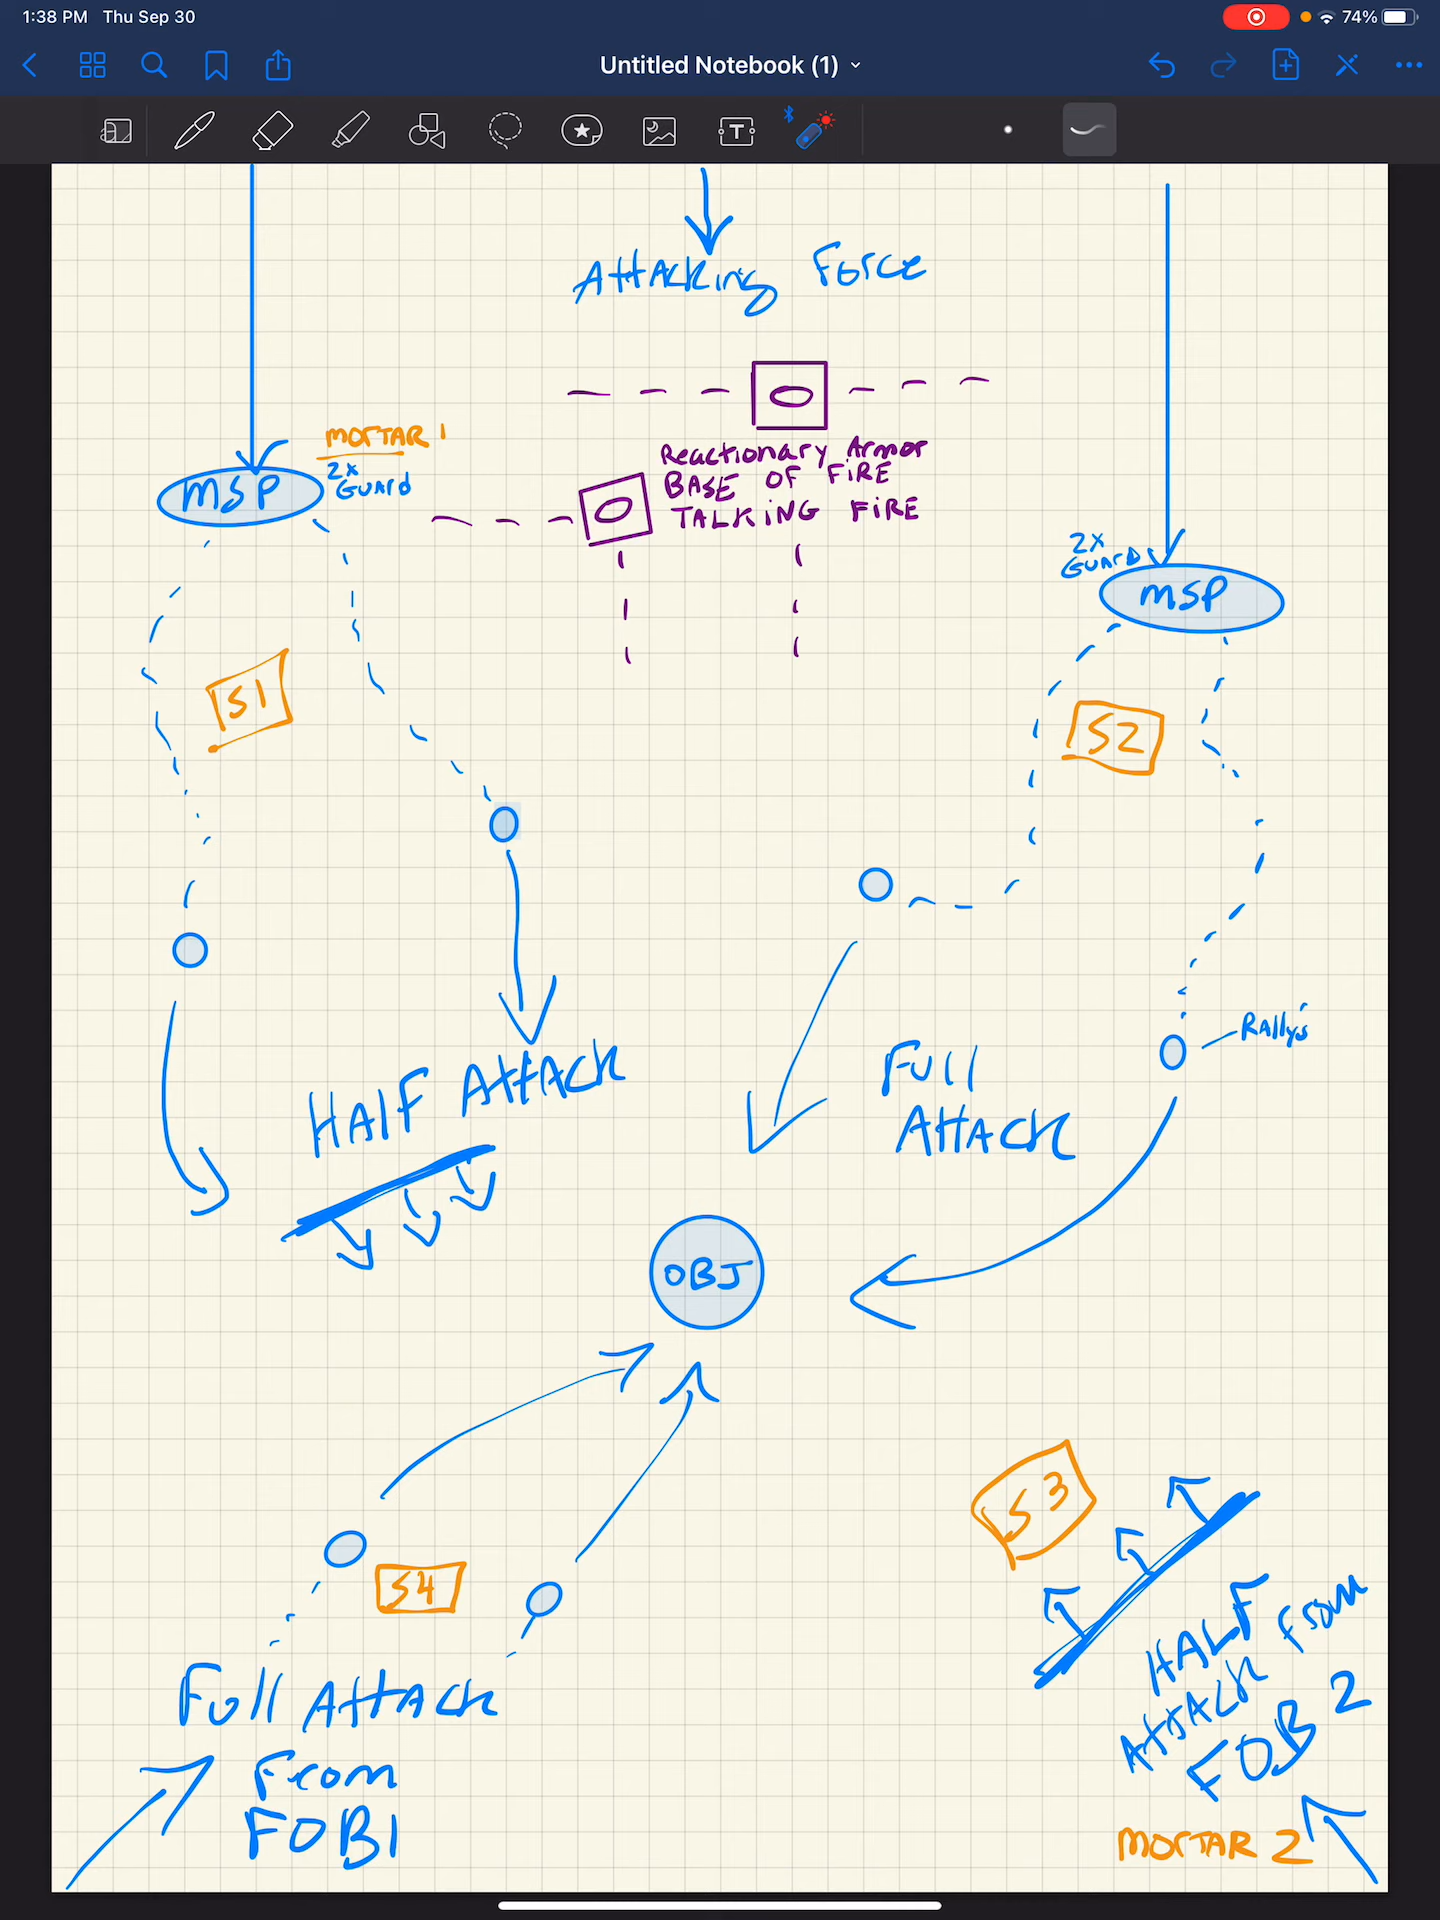 1:38 PM Thu Sep 30
74%
Untitled Notebook (1)
T
Attacking Force
MORTAR 1
2x
GUARD
MSP
Reactionary Armor
BASE OF FIRE
TALKING FIRE
2x
GUARD
MSP
S1
S2
Rally's
HALF ATTACK
Full
ATTACK
OBJ
S3
S4
Full Attack
From
FOB1
HALF
ATTACK From
FOB 2
MORTAR 2